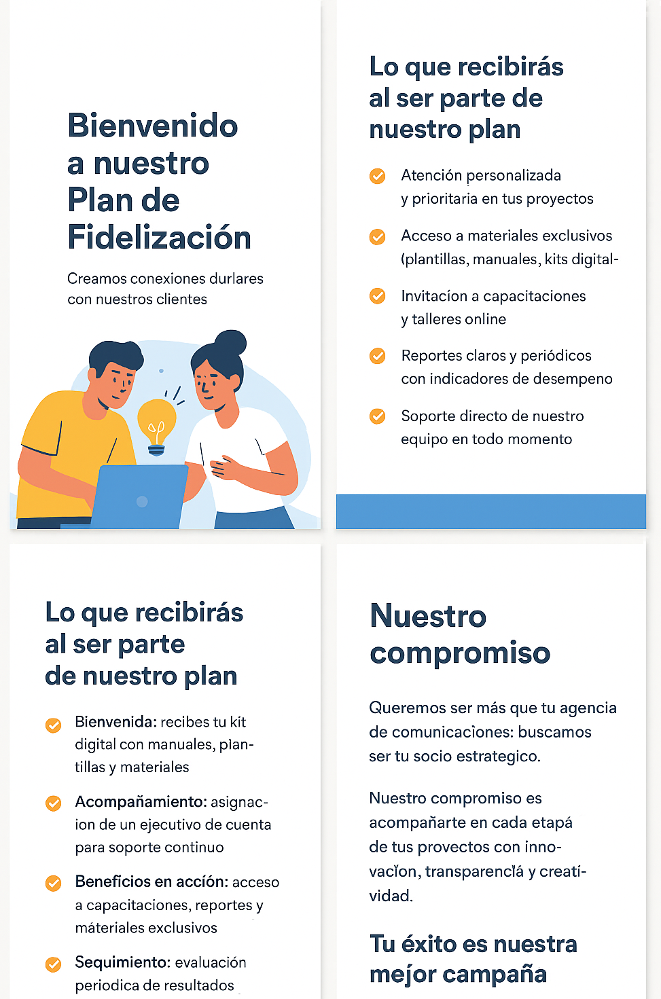 Bienvenido
a nuestro
Plan de
Fidelización
Creamos conexiones durlares
con nuestros clientes
Lo que recibirás
al ser parte de
nuestro plan
Atención personalizada
y prioritaria en tus proyectos
Acceso a materiales exclusivos
(plantillas, manuales, kits digital-
Invitacíon a capacitaciones
y talleres online
Reportes claros y periódicos
con indicadores de desempeno
Soporte directo de nuestro
equipo en todo momento
Lo que recibirás
al ser parte
de nuestro plan
Bienvenida: recibes tu kit
digital con manuales, plan-
tillas y materiales
Acompañamiento: asignac-
ion de un ejecutivo de cuenta
para soporte continuo
Beneficios en accíón: acceso
a capacitaciones, reportes y
máteriales exclusivos
Sequimiento: evaluación
periodica de resultados
Nuestro
compromiso
Queremos ser más que tu agencia
de comunicacìones: buscamos
ser tu socio estrategico.
Nuestro compromiso es
acompañarte en cada etapá
de tus provectos con inno-
vacíon, transparencíá y creatí-
vidad.
Tu éxito es nuestra
mejor campaña